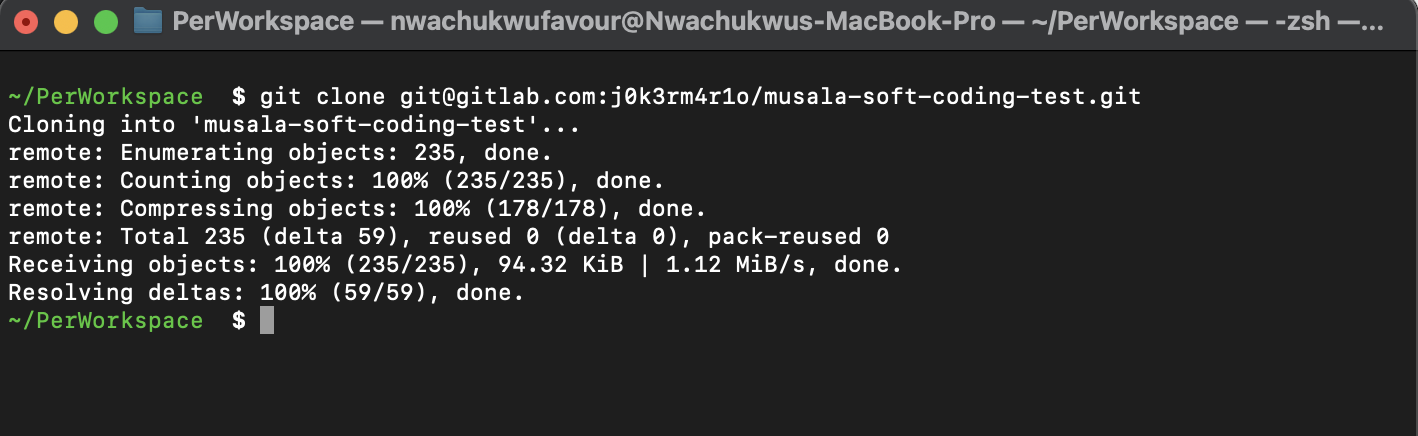 PerWorkspace — nwachukwufavour@Nwachukwus-MacBook-Pro — ~/PerWorkspace — -zsh —...
~/PerWorkspace  $ git clone git@gitlab.com:j0k3rm4r1o/musala-soft-coding-test.git
Cloning into 'musala-soft-coding-test'...
remote: Enumerating objects: 235, done.
remote: Counting objects: 100% (235/235), done.
remote: Compressing objects: 100% (178/178), done.
remote: Total 235 (delta 59), reused 0 (delta 0), pack-reused 0
Receiving objects: 100% (235/235), 94.32 KiB | 1.12 MiB/s, done.
Resolving deltas: 100% (59/59), done.
~/PerWorkspace  $